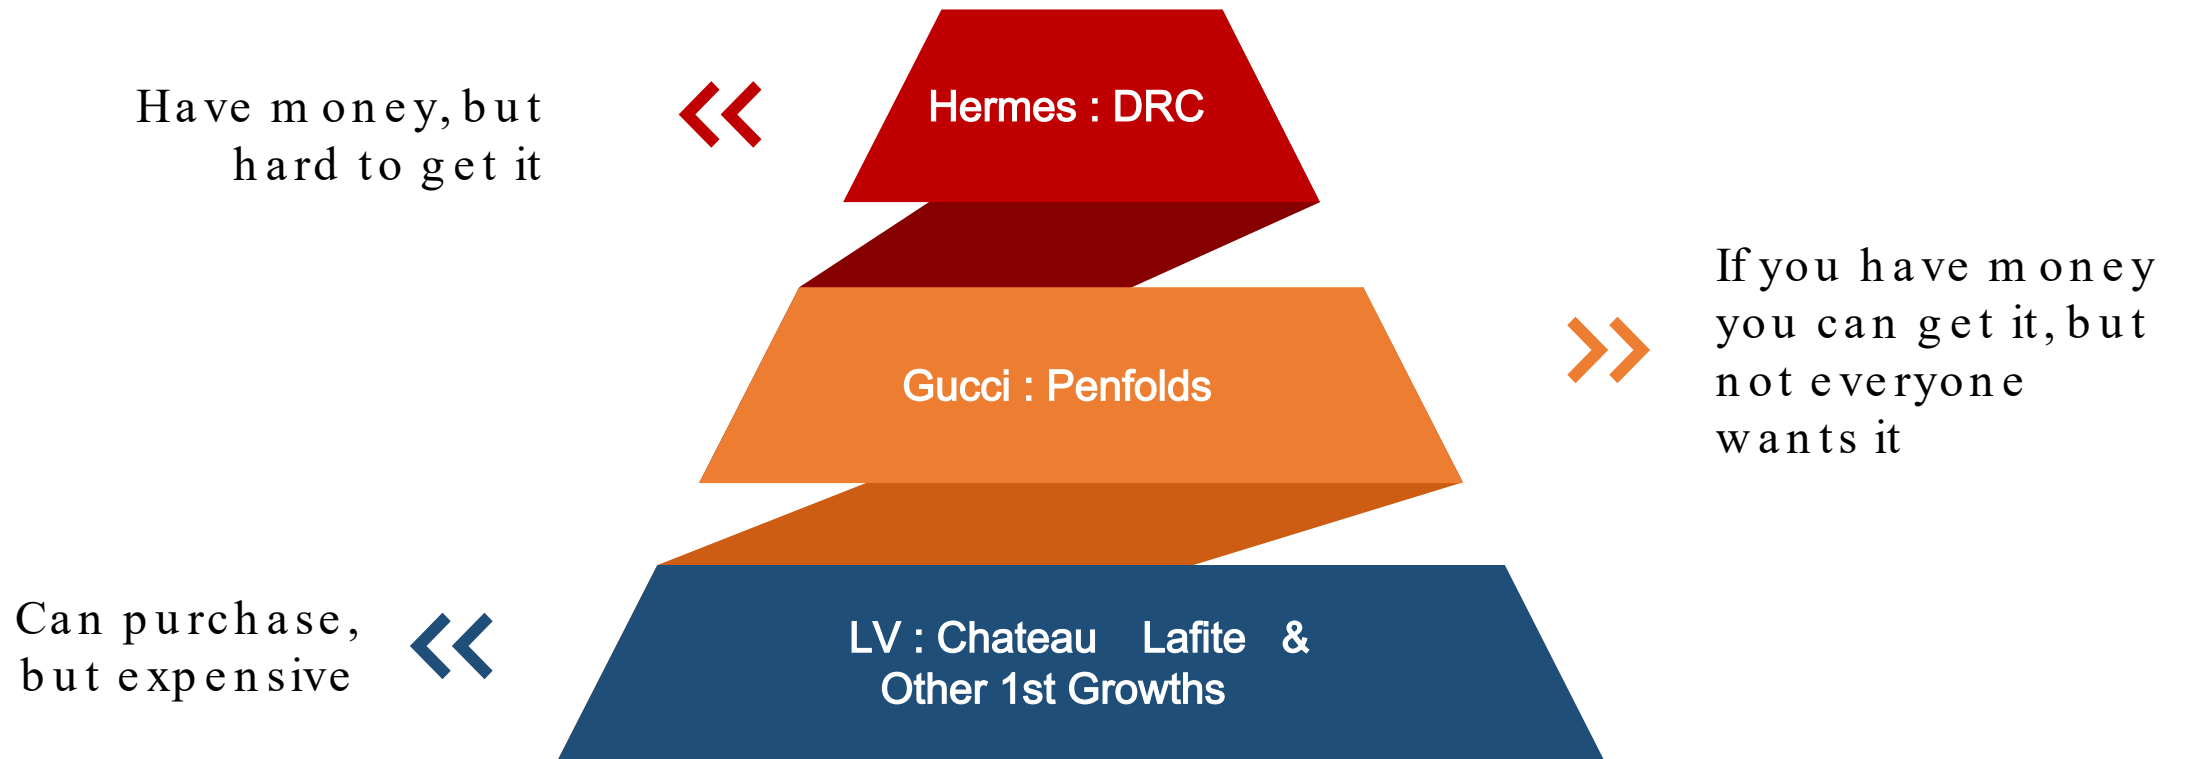 Have money, but
hard to get it
Hermes : DRC
If you have money
you can get it, but
not everyone
wants it
Gucci : Penfolds
Can purchase,
but expensive
LV : Chateau Lafite &
Other 1st Growths